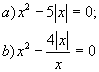 a) x² − 5|x| = 0;
b) x² − 4|x|/x = 0